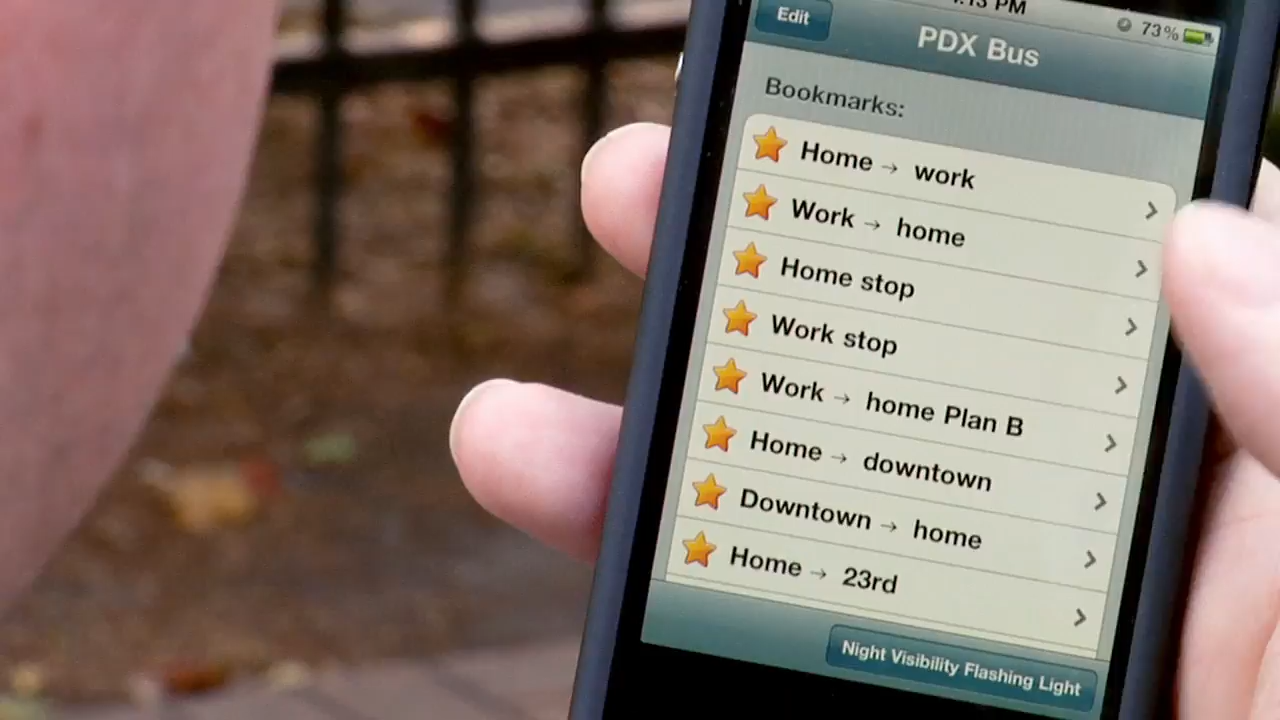 PM
73%
Edit
PDX Bus
Bookmarks:
Home → work
Work → home
Home stop
Work stop
Work → home Plan B
Home → downtown
Downtown → home
Home → 23rd
Night Visibility Flashing Light